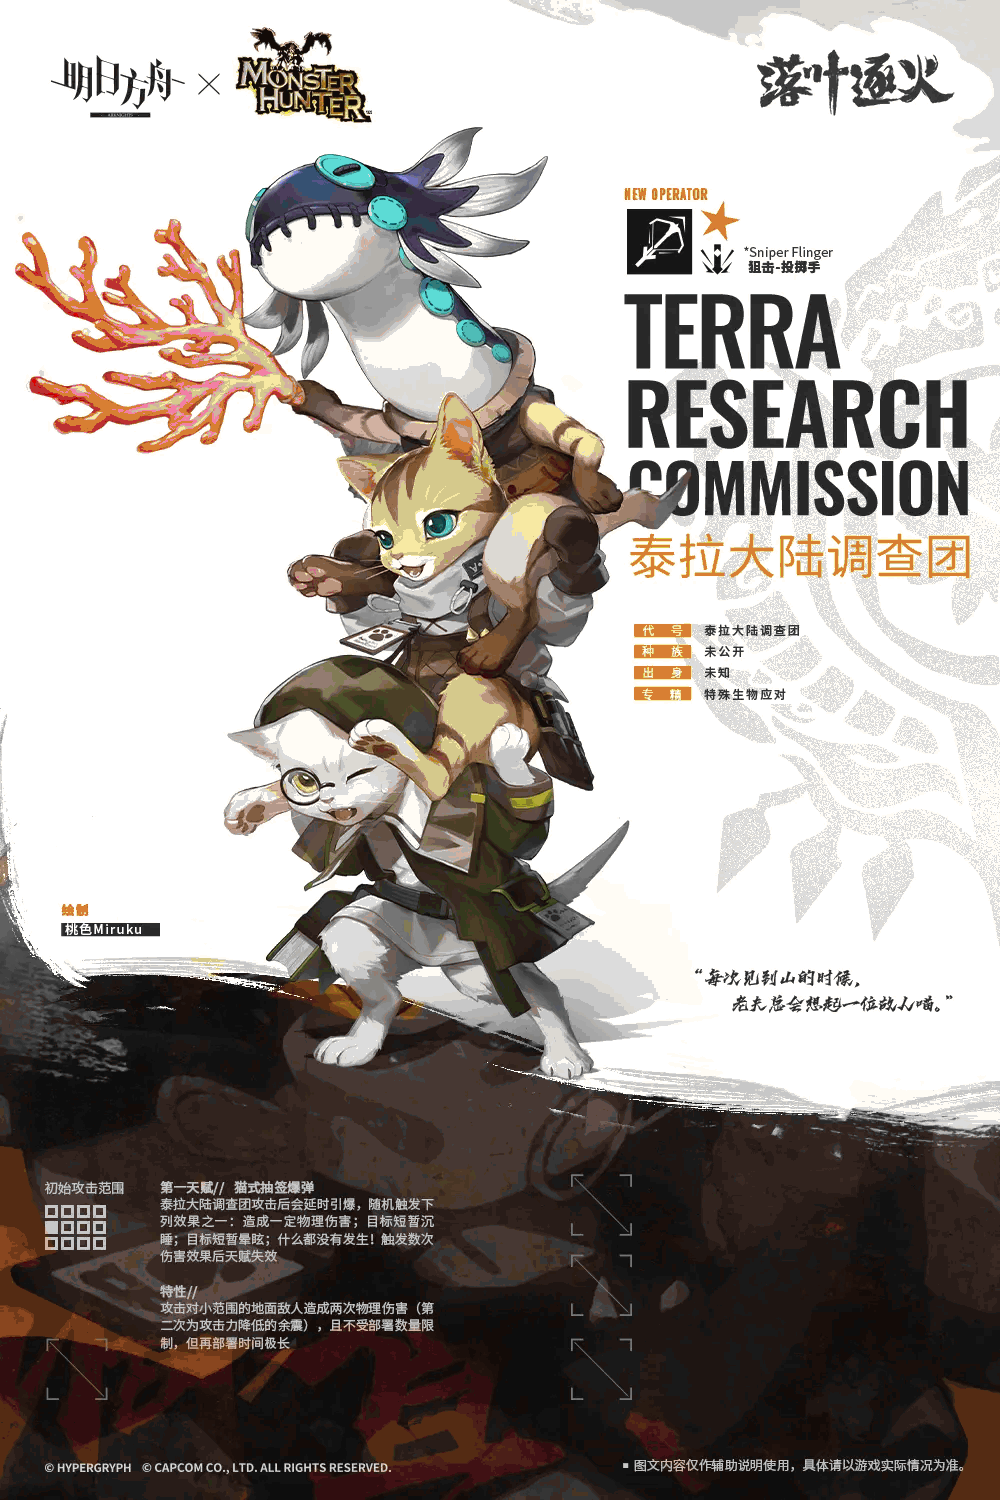 明日方舟
ARKNIGHTS
×
MONSTER
HUNTER
落叶逐火
NEW OPERATOR
*Sniper Flinger
狙击-投掷手
TERRA
RESEARCH
COMMISSION
泰拉大陆调查团
代 号 泰拉大陆调查团
种 族 未公开
出 身 未知
专 精 特殊生物应对
绘制
桃色Miruku
“每次见到山的时候，
老夫总会想起一位故人喵。”
初始攻击范围
第一天赋// 猫式抽签爆弹
泰拉大陆调查团攻击后会延时引爆，随机触发下
列效果之一：造成一定物理伤害；目标短暂沉
睡；目标短暂晕眩；什么都没有发生！触发数次
伤害效果后天赋失效
特性//
攻击对小范围的地面敌人造成两次物理伤害（第
二次为攻击力降低的余震），且不受部署数量限
制，但再部署时间极长
© HYPERGRYPH © CAPCOM CO., LTD. ALL RIGHTS RESERVED.
图文内容仅作辅助说明使用，具体请以游戏实际情况为准。